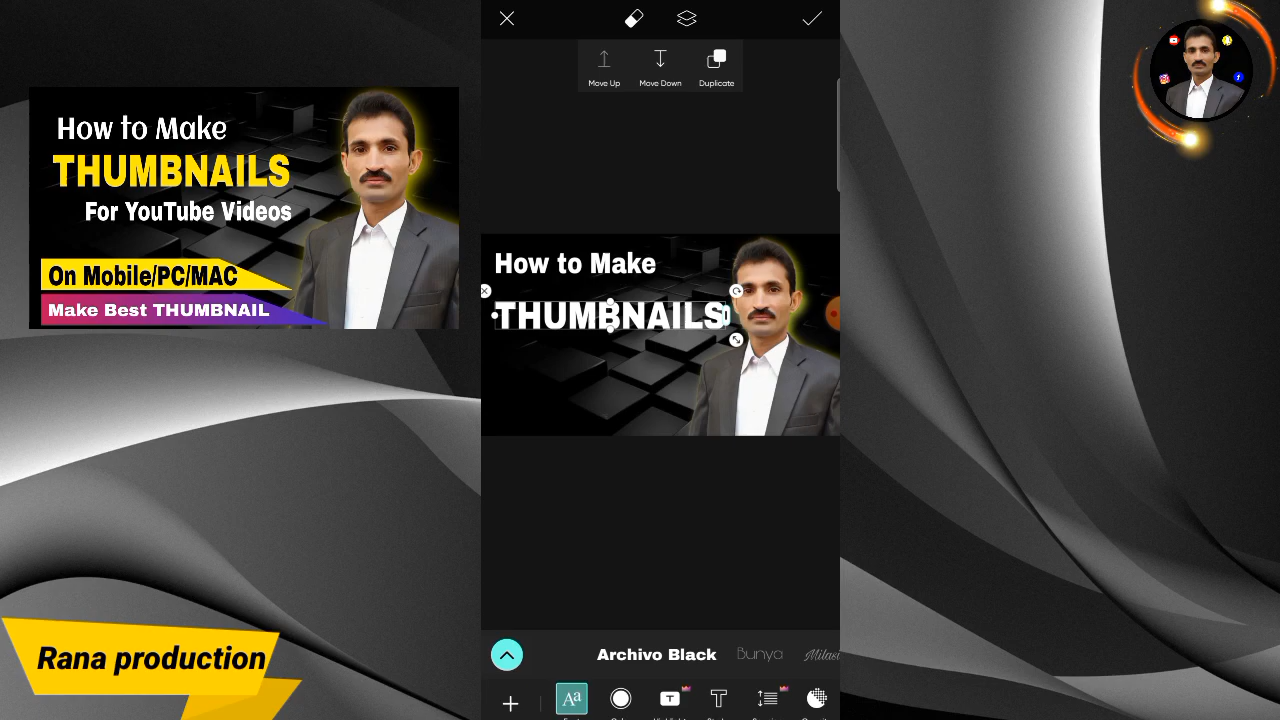 How to Make
THUMBNAILS
For YouTube Videos
On Mobile/PC/MAC
Make Best THUMBNAIL
Rana production
Move Up
Move Down
Duplicate
How to Make
THUMBNAILS
Archivo Black
Bunya
Aa